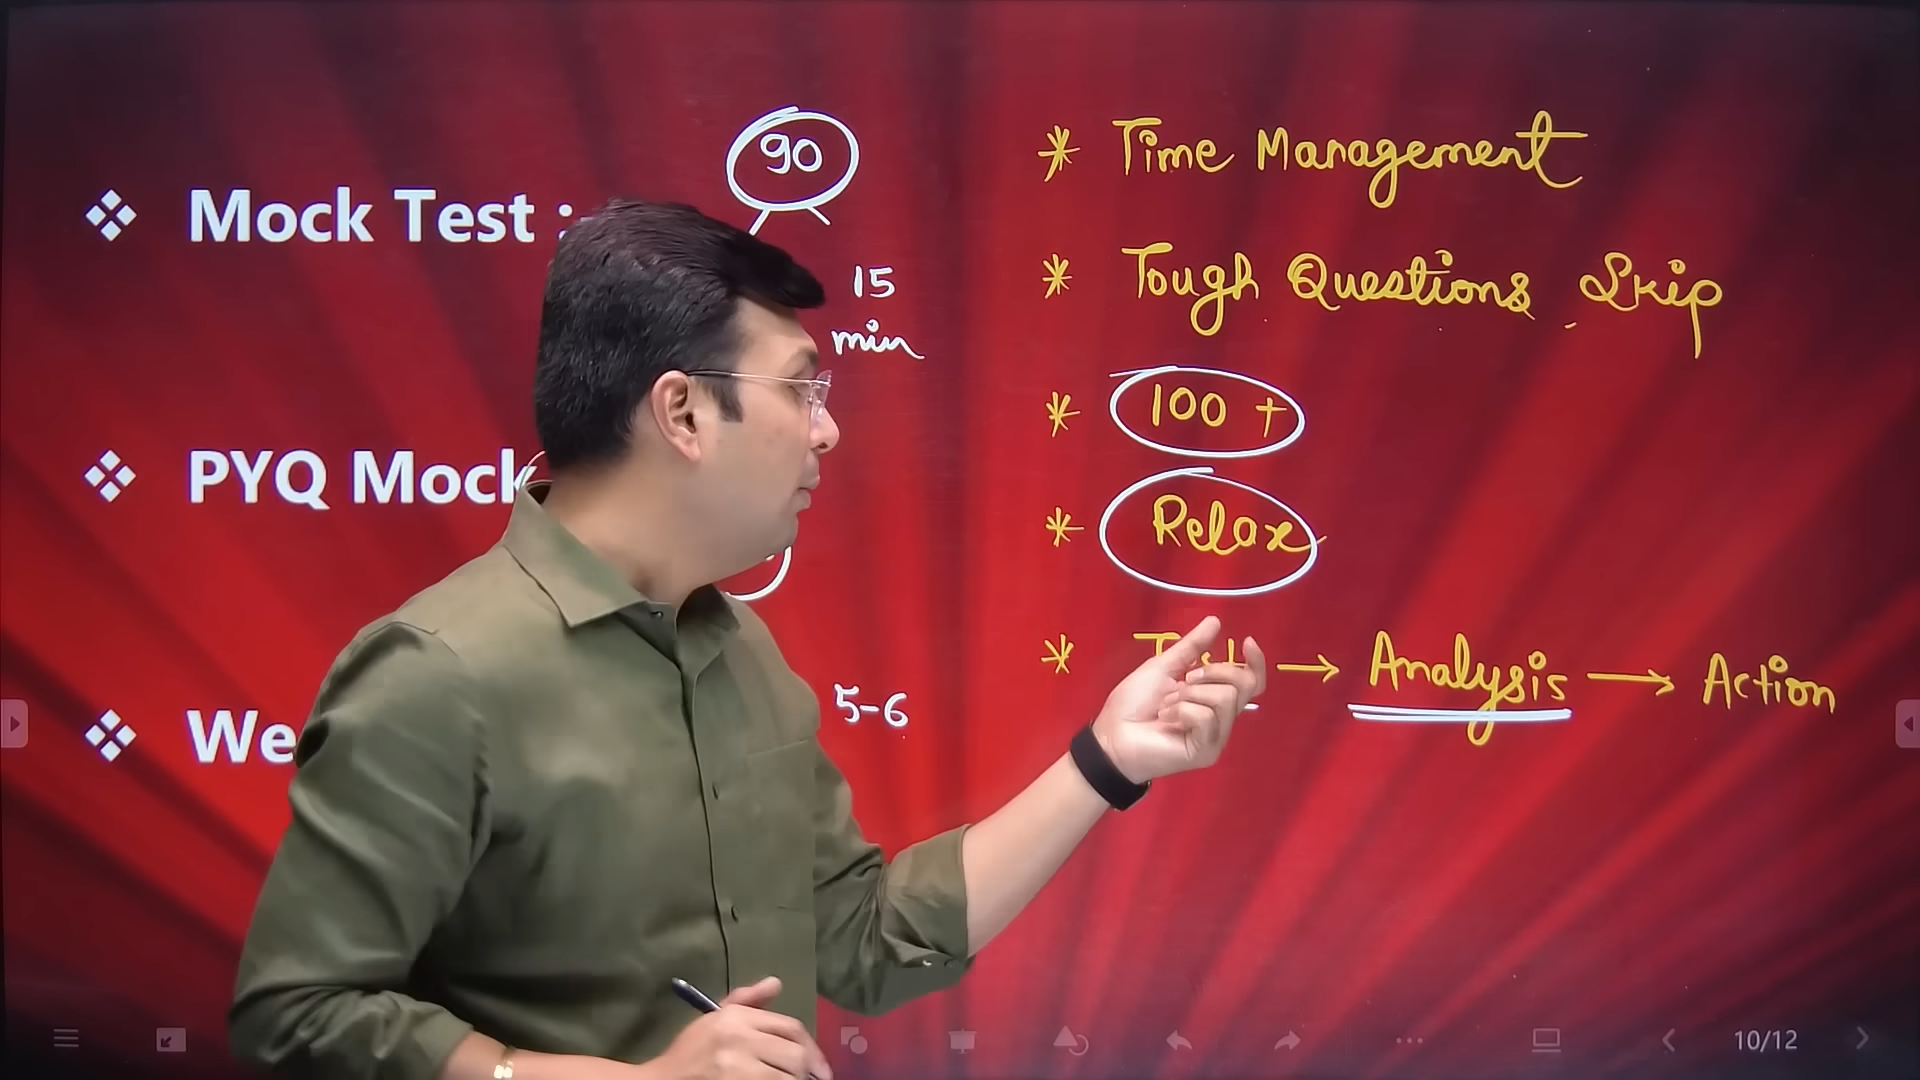 90
Mock Test :-
15
min
PYQ Mock
5-6
* Time Management
* Tough Questions Skip
* 100 +
* Relax
* → Analysis → Action
10/12